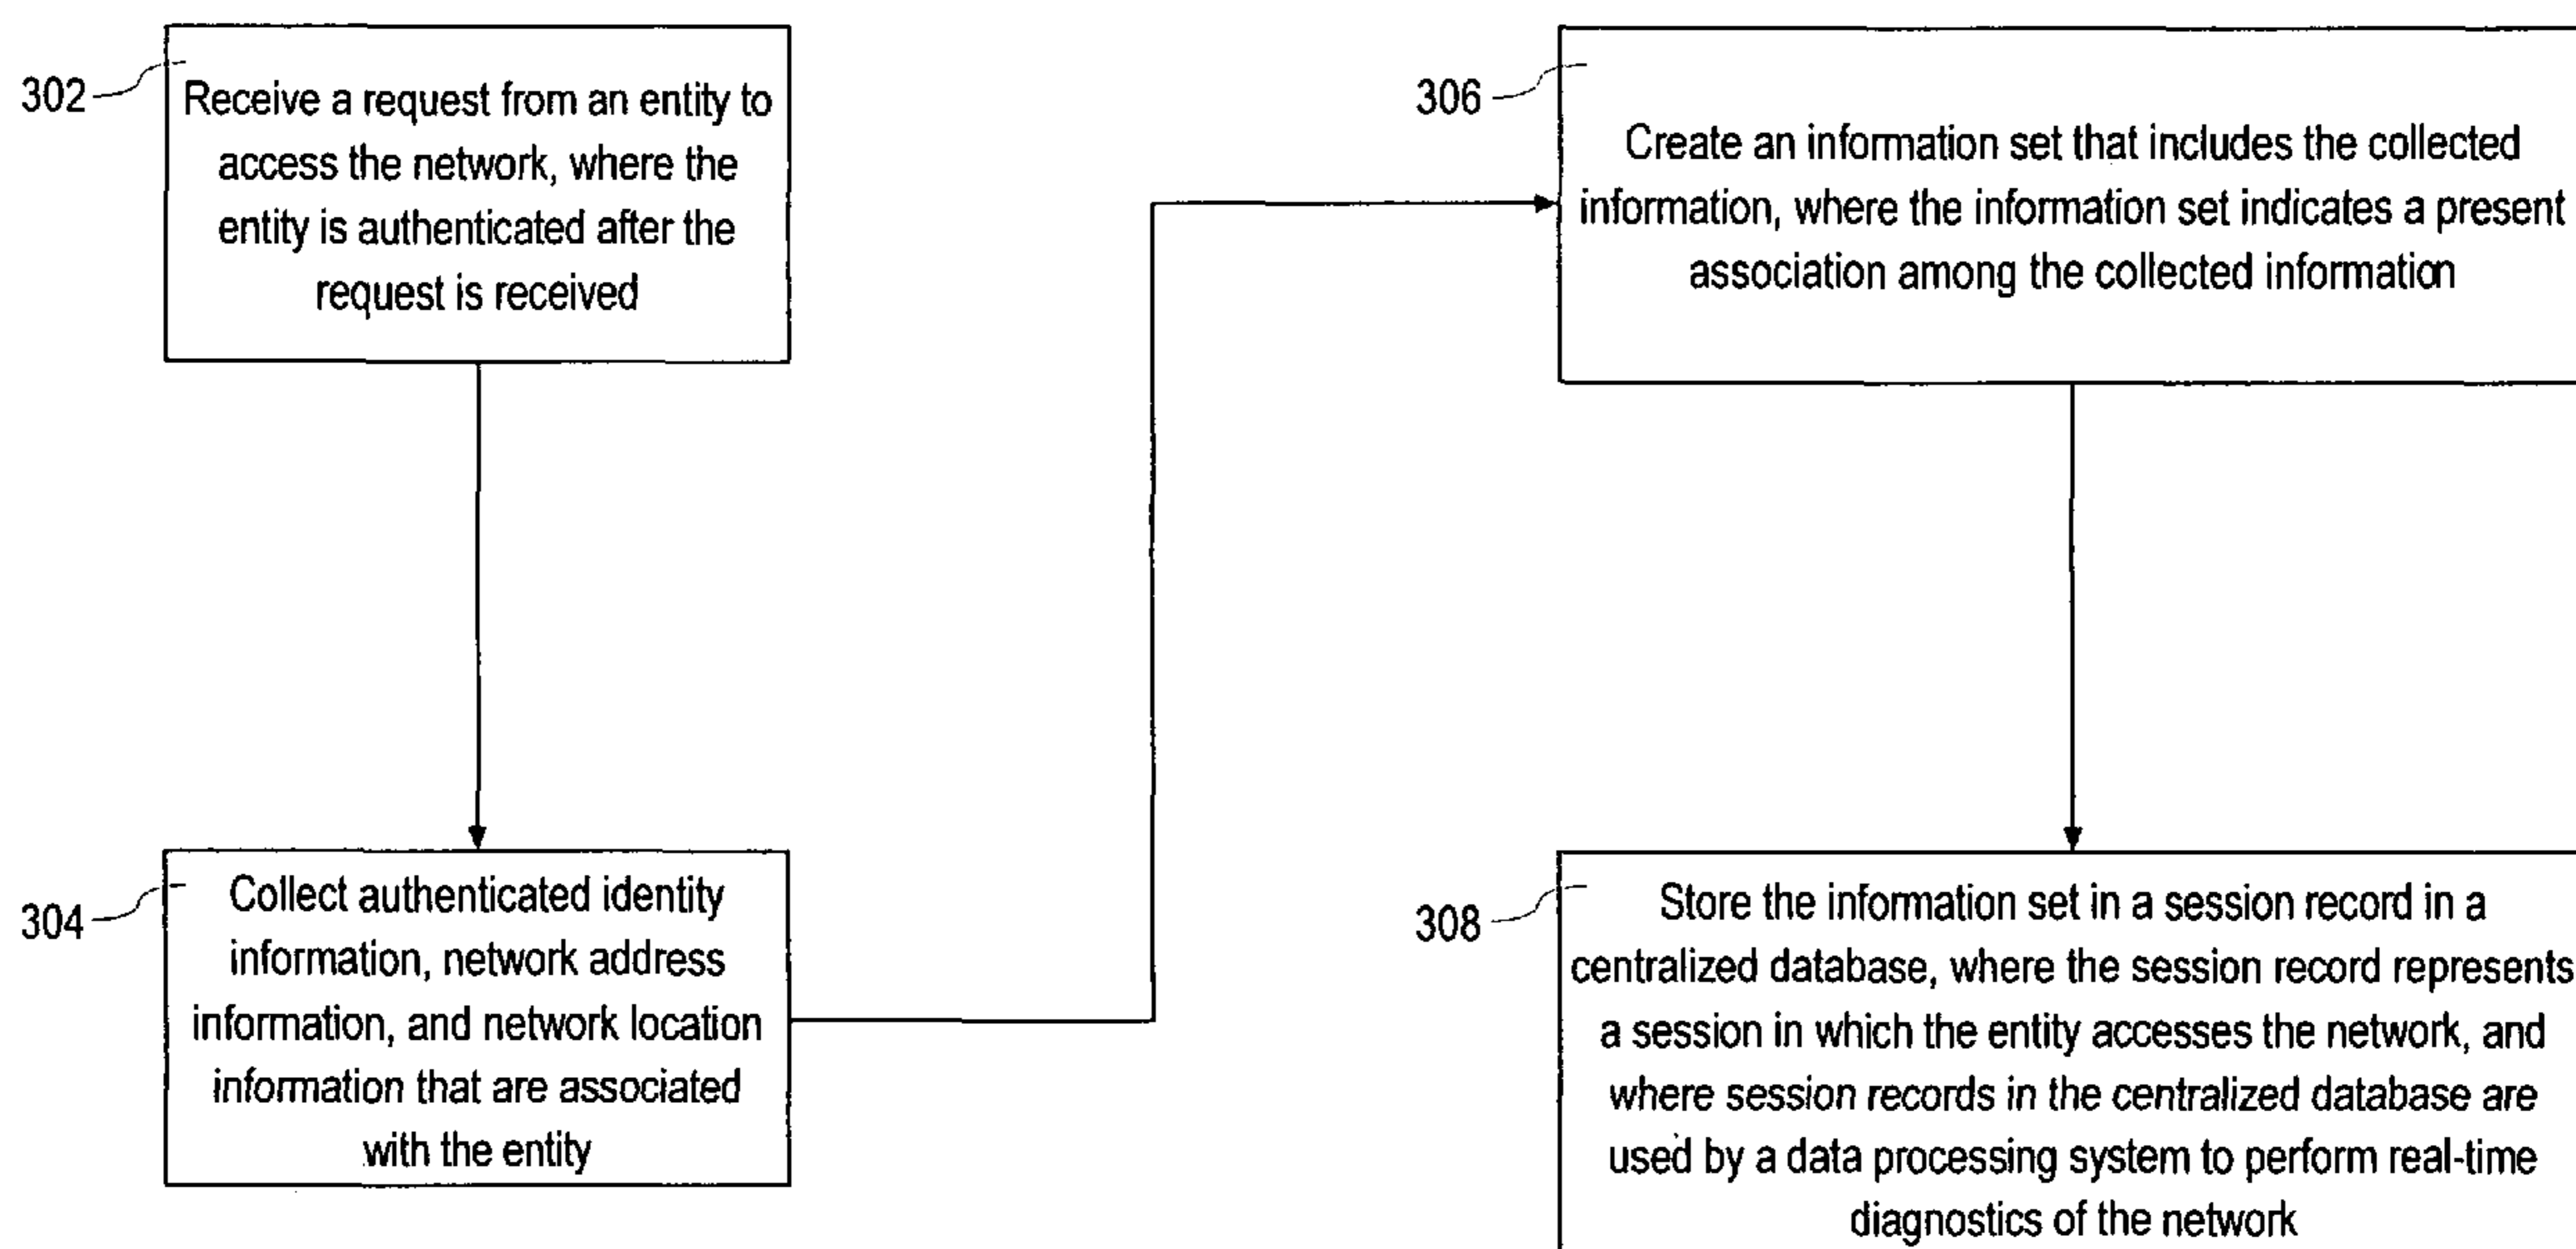 302
Receive a request from an entity to
access the network, where the
entity is authenticated after the
request is received
304
Collect authenticated identity
information, network address
information, and network location
information that are associated
with the entity
306
Create an information set that includes the collected
information, where the information set indicates a present
association among the collected information
308
Store the information set in a session record in a
centralized database, where the session record represents
a session in which the entity accesses the network, and
where session records in the centralized database are
used by a data processing system to perform real-time
diagnostics of the network